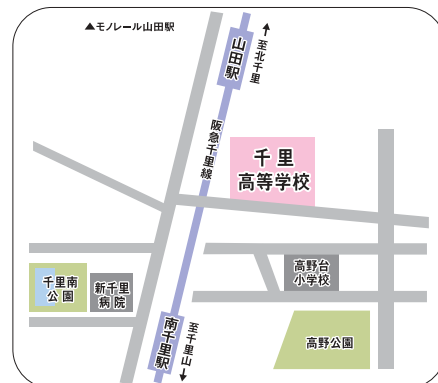 ▲モノレール山田駅
山田駅
至北千里
阪急千里線
千里
高等学校
千里南
公園
新千里
病院
高野台
小学校
南千里駅
至千里山
高野公園